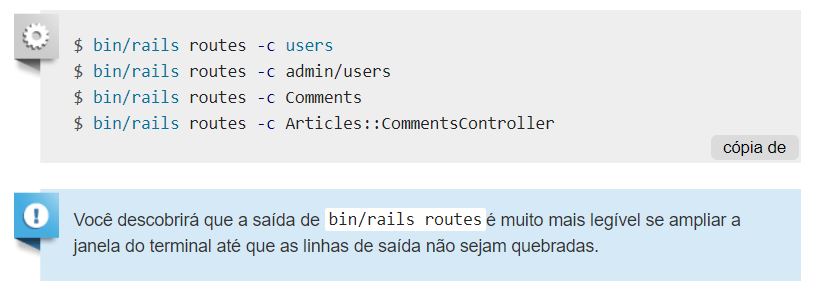 $ bin/rails routes -c users
$ bin/rails routes -c admin/users
$ bin/rails routes -c Comments
$ bin/rails routes -c Articles::CommentsController
cópia de
Você descobrirá que a saída de bin/rails routes é muito mais legível se ampliar a
janela do terminal até que as linhas de saída não sejam quebradas.